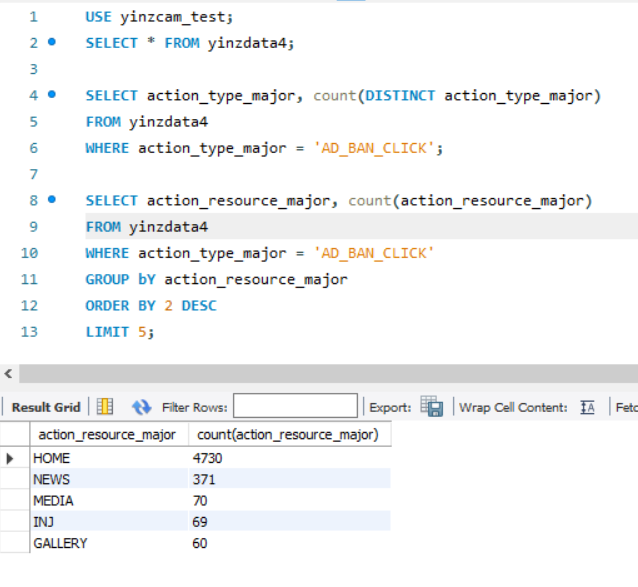 1 USE yinzcam_test;
2 SELECT * FROM yinzdata4;
3
4 SELECT action_type_major, count(DISTINCT action_type_major)
5 FROM yinzdata4
6 WHERE action_type_major = 'AD_BAN_CLICK';
7
8 SELECT action_resource_major, count(action_resource_major)
9 FROM yinzdata4
10 WHERE action_type_major = 'AD_BAN_CLICK'
11 GROUP bY action_resource_major
12 ORDER BY 2 DESC
13 LIMIT 5;
Result Grid Filter Rows: Export: Wrap Cell Content: Fetc
action_resource_major count(action_resource_major)
HOME 4730
NEWS 371
MEDIA 70
INJ 69
GALLERY 60